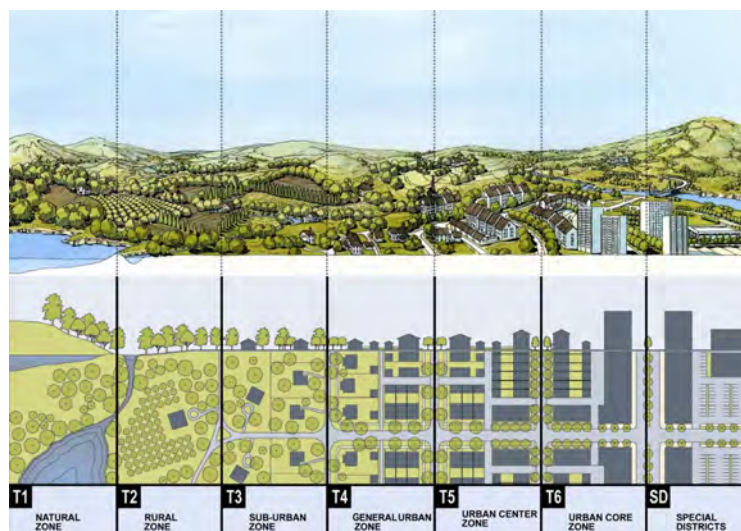 T1
NATURAL
ZONE
T2
RURAL
ZONE
T3
SUB-URBAN
ZONE
T4
GENERAL URBAN
ZONE
T5
URBAN CENTER
ZONE
T6
URBAN CORE
ZONE
SD
SPECIAL
DISTRICTS